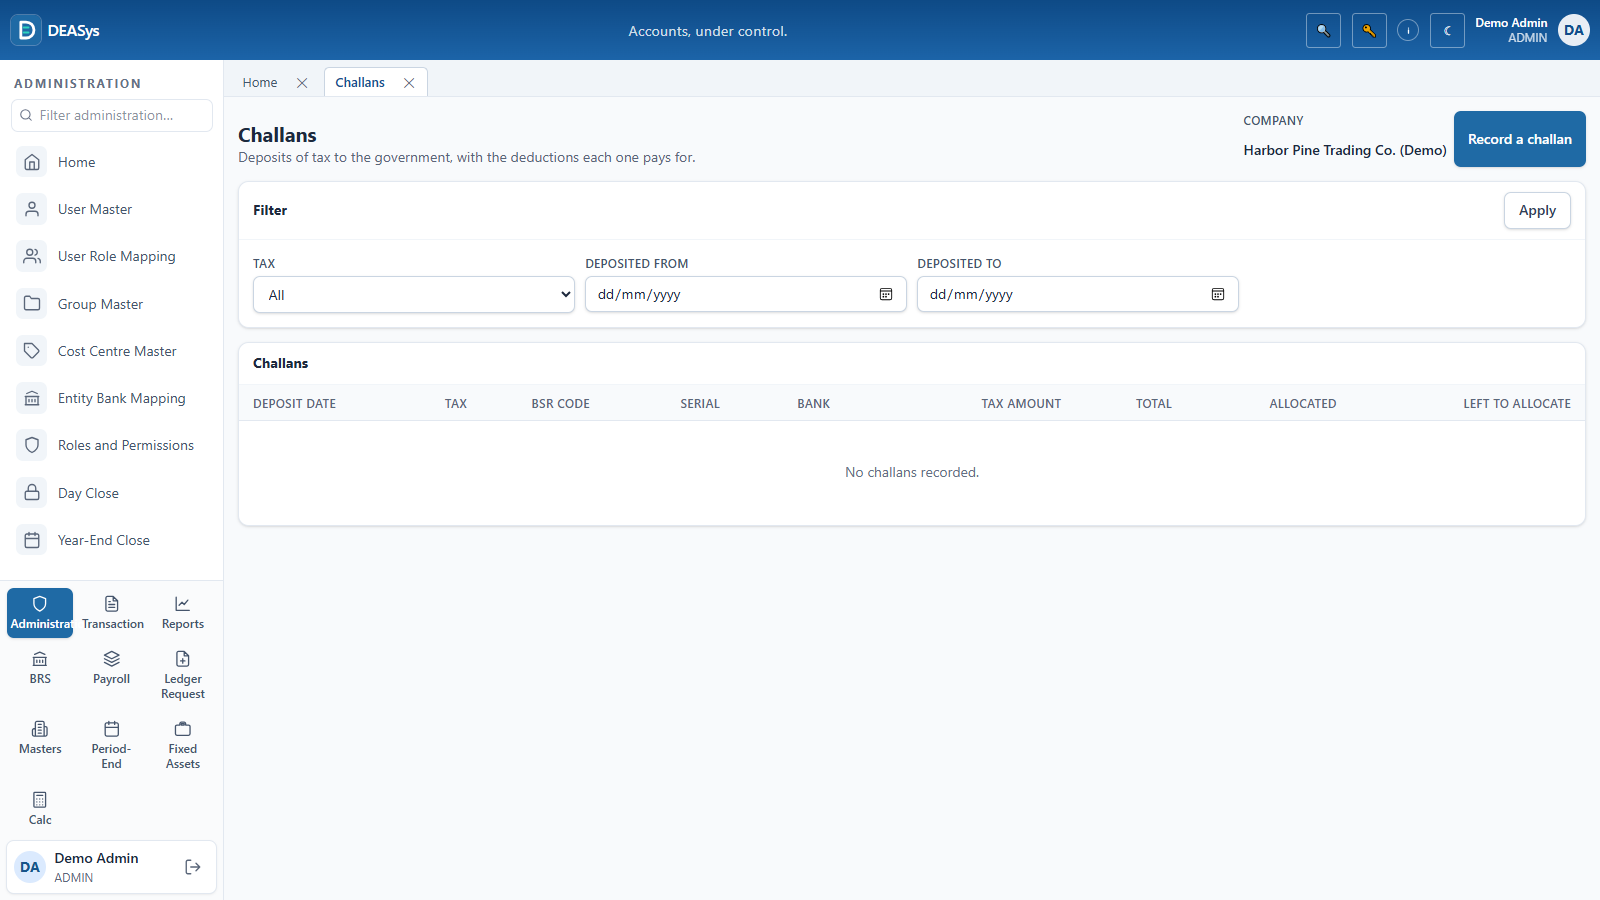 DEASys
Accounts, under control.
Demo Admin
ADMIN
DA
ADMINISTRATION
Filter administration...
Home
User Master
User Role Mapping
Group Master
Cost Centre Master
Entity Bank Mapping
Roles and Permissions
Day Close
Year-End Close
Administrat
Transaction
Reports
BRS
Payroll
Ledger
Request
Masters
Period-
End
Fixed
Assets
Calc
DA
Demo Admin
ADMIN
Home
Challans
Challans
Deposits of tax to the government, with the deductions each one pays for.
COMPANY
Harbor Pine Trading Co. (Demo)
Record a challan
Filter
Apply
TAX
DEPOSITED FROM
DEPOSITED TO
All
dd/mm/yyyy
dd/mm/yyyy
Challans
DEPOSIT DATE TAX BSR CODE SERIAL BANK TAX AMOUNT TOTAL ALLOCATED LEFT TO ALLOCATE
No challans recorded.